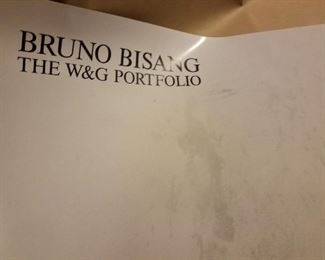 BRUNO BISANG
THE W&G PORTFOLIO